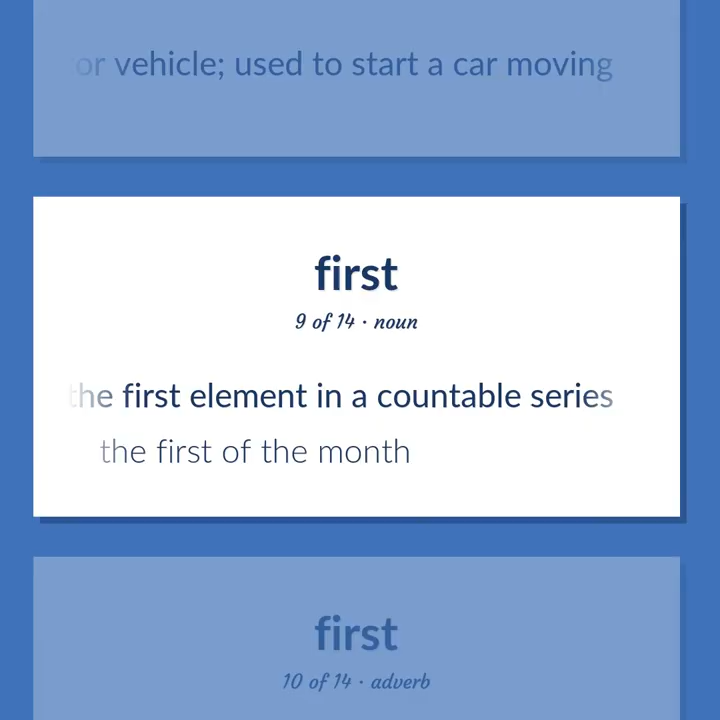 or vehicle; used to start a car moving
first
9 of 14 · noun
the first element in a countable series
the first of the month
first
10 of 14 · adverb